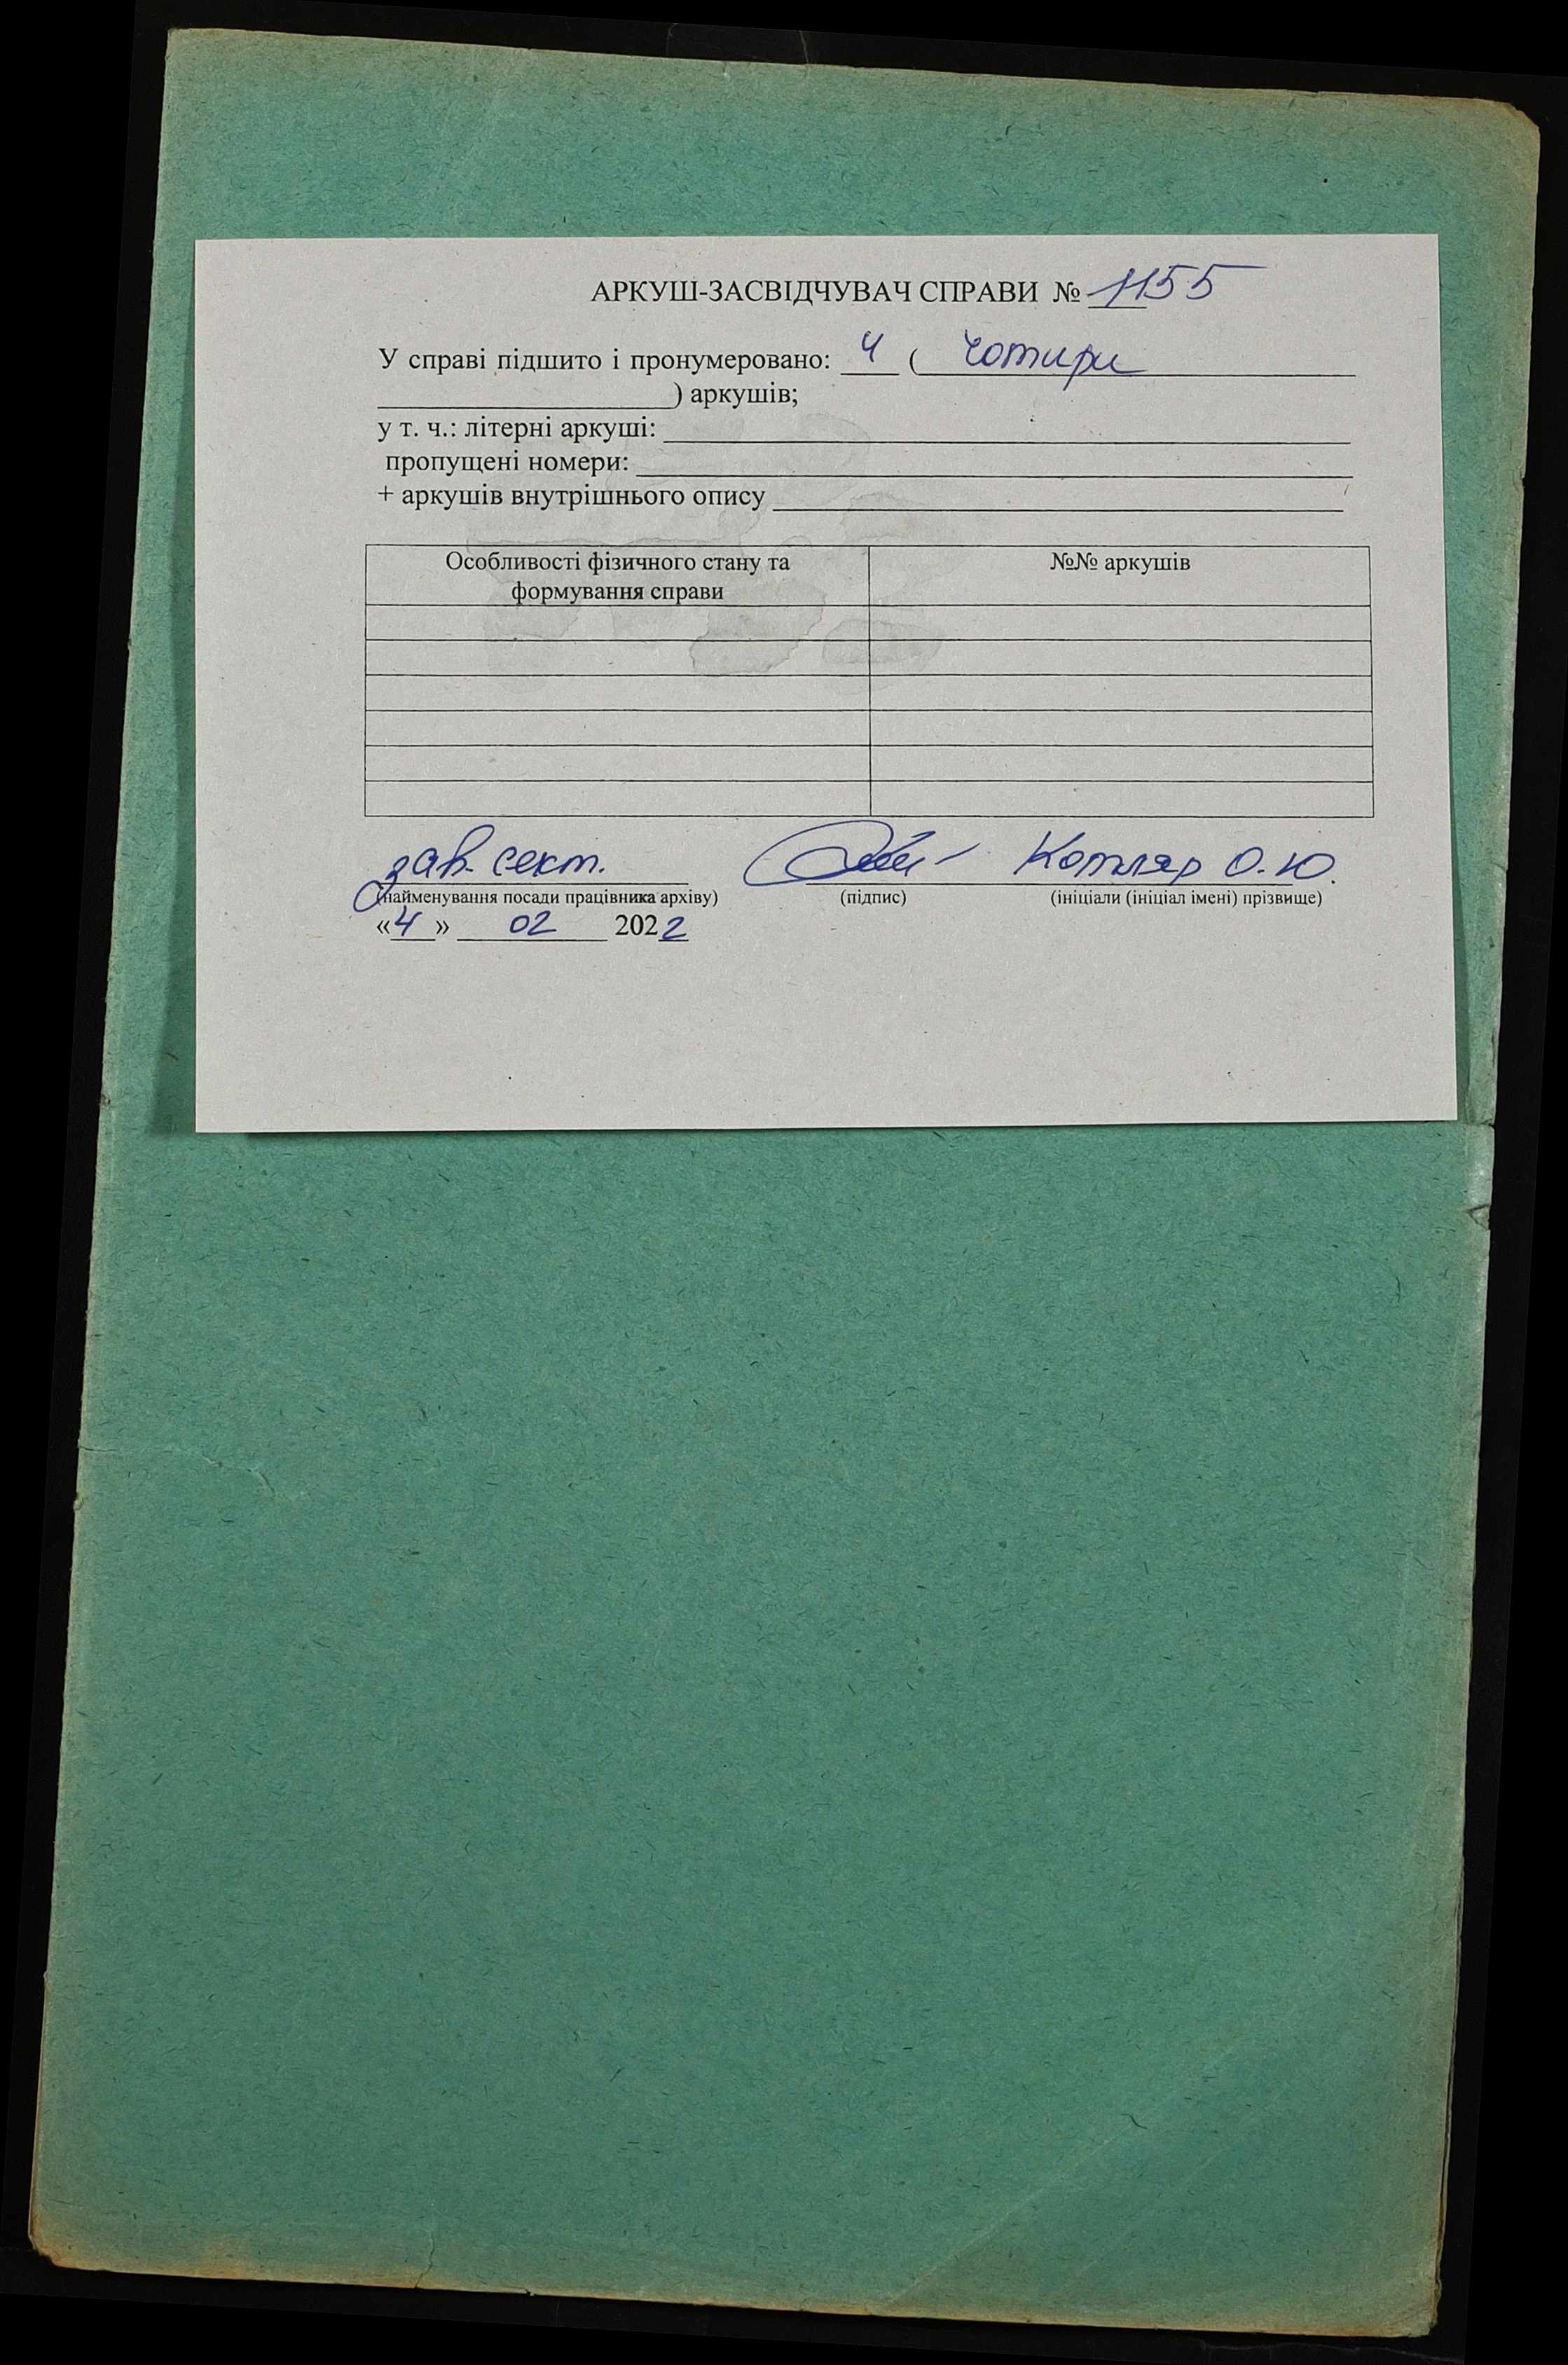 АРКУШ-ЗАСВІДЧУВАЧ СПРАВИ № 1155
У справі підшито і пронумеровано: 4 ( чотири
) аркушів;
у т. ч.: літерні аркуші:
пропущені номери:
+ аркушів внутрішнього опису
Особливості фізичного стану та №№ аркушів
формування справи
зав. сект. Котляр О.Ю.
(найменування посади працівника архіву) (підпис) (ініціали (ініціал імені) прізвище)
«4» 02 2022